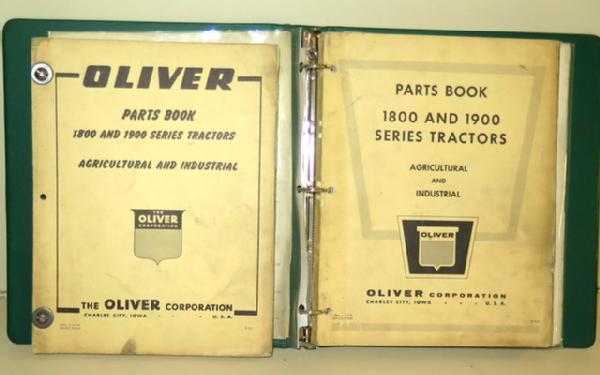 OLIVER
PARTS BOOK
1800 AND 1900 SERIES TRACTORS
AGRICULTURAL AND INDUSTRIAL
THE
OLIVER
CORPORATION
THE OLIVER CORPORATION
CHARLES CITY, IOWA - - - U. S. A.
PARTS BOOK
1800 AND 1900
SERIES TRACTORS
AGRICULTURAL
AND
INDUSTRIAL
OLIVER
OLIVER CORPORATION
CHARLES CITY, IOWA - - - U. S. A.